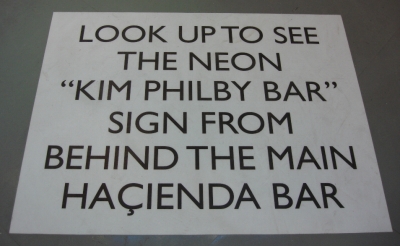 LOOK UP TO SEE
THE NEON
“KIM PHILBY BAR”
SIGN FROM
BEHIND THE MAIN
HAÇIENDA BAR